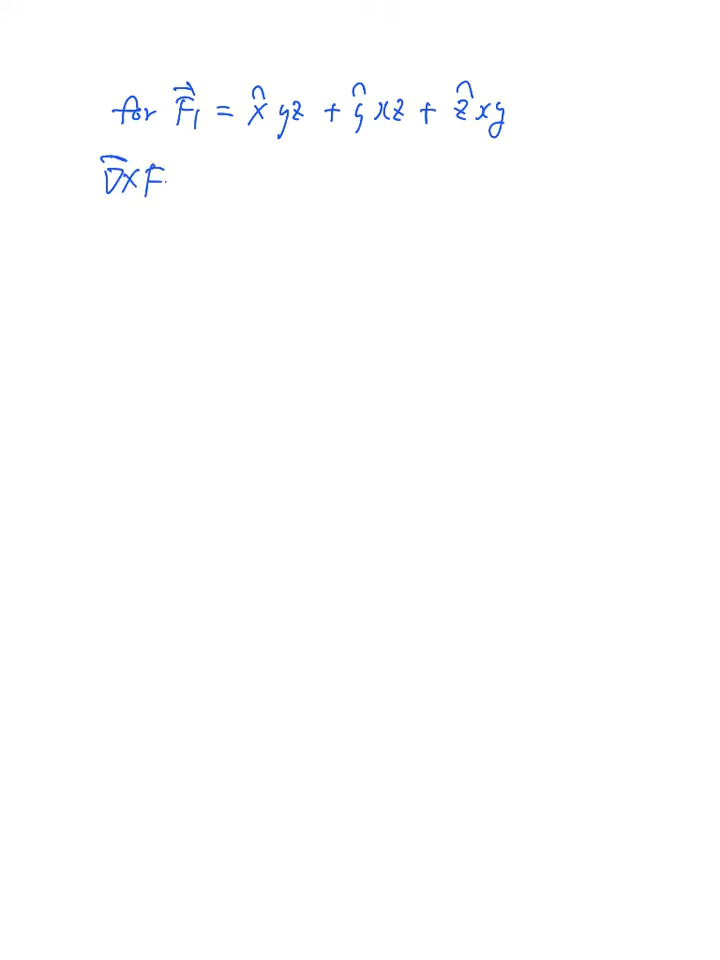 for F⃗₁ = x̂ yz + ŷ xz + ẑ xy
∇⃗×F